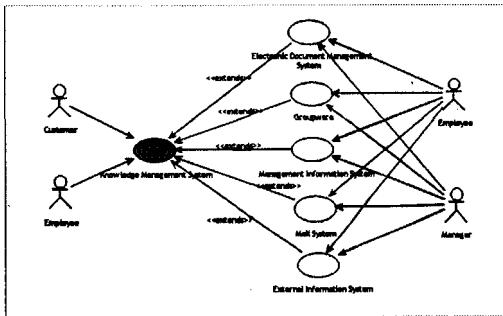 Electronic Document Management
System
<<extends>>
<<extends>>
Groupware
Employee
Customer
<<extends>>
Knowledge Management System
Management Information System
<<extends>>
Employee
<<extends>>
Mail System
Manager
External Information System